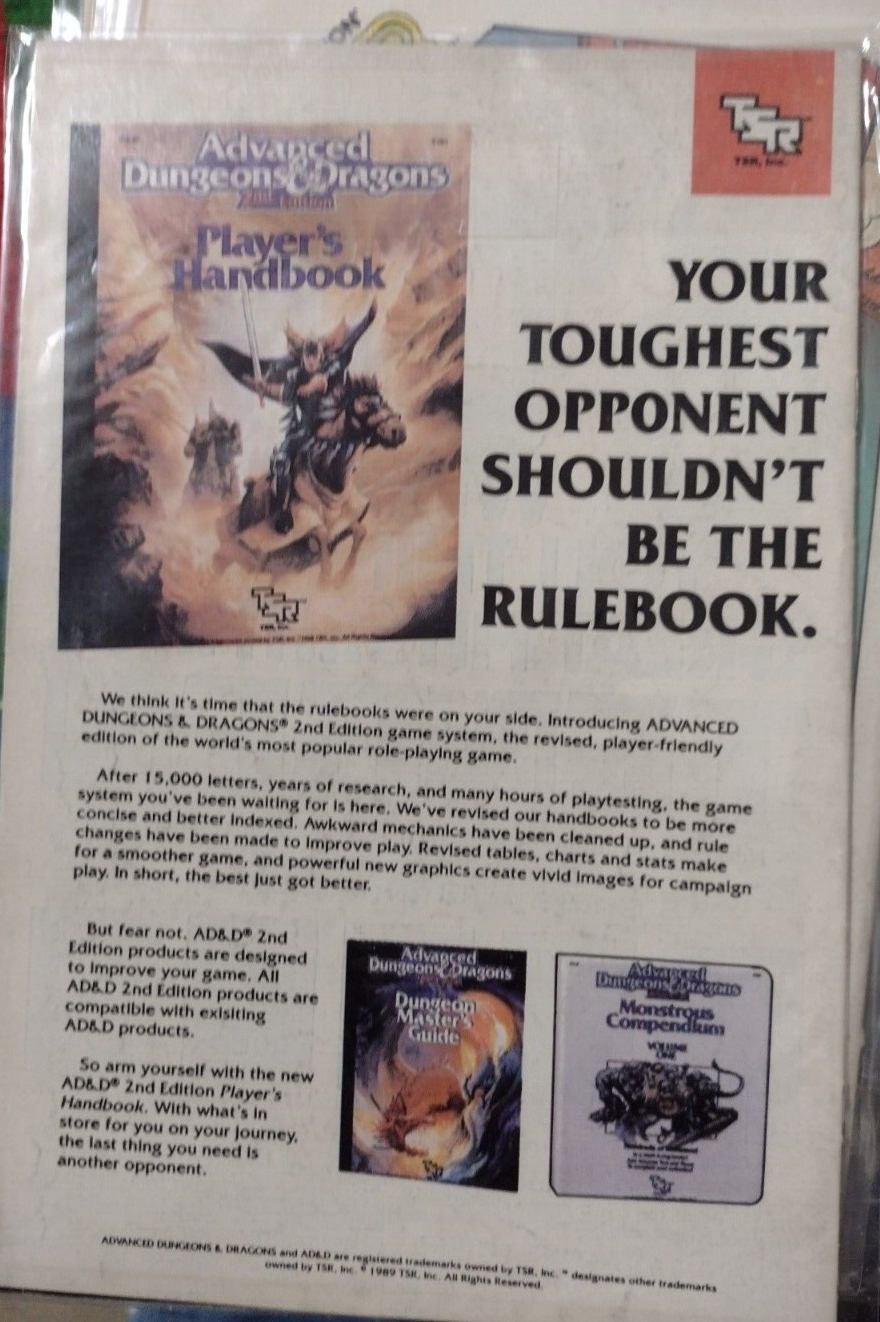 TSR
TSR, Inc.
Advanced
Dungeons & Dragons
2nd Edition
Player's
Handbook
TSR
TSR, Inc.
YOUR
TOUGHEST
OPPONENT
SHOULDN'T
BE THE
RULEBOOK.
We think it's time that the rulebooks were on your side. Introducing ADVANCED
DUNGEONS & DRAGONS® 2nd Edition game system, the revised, player-friendly
edition of the world's most popular role-playing game.
After 15,000 letters, years of research, and many hours of playtesting, the game
system you've been waiting for is here. We've revised our handbooks to be more
concise and better indexed. Awkward mechanics have been cleaned up, and rule
changes have been made to improve play. Revised tables, charts and stats make
for a smoother game, and powerful new graphics create vivid images for campaign
play. In short, the best just got better.
But fear not. AD&D® 2nd
Edition products are designed
to improve your game. All
AD&D 2nd Edition products are
compatible with exisiting
AD&D products.
So arm yourself with the new
AD&D® 2nd Edition Player's
Handbook. With what's in
store for you on your journey,
the last thing you need is
another opponent.
Advanced
Dungeons & Dragons
Dungeon
Master's
Guide
TSR
Advanced
Dungeons & Dragons
Monstrous
Compendium
VOLUME
ONE
TSR
ADVANCED DUNGEONS & DRAGONS and AD&D are registered trademarks owned by TSR, Inc. ™ designates other trademarks
owned by TSR, Inc. © 1989 TSR, Inc. All Rights Reserved.